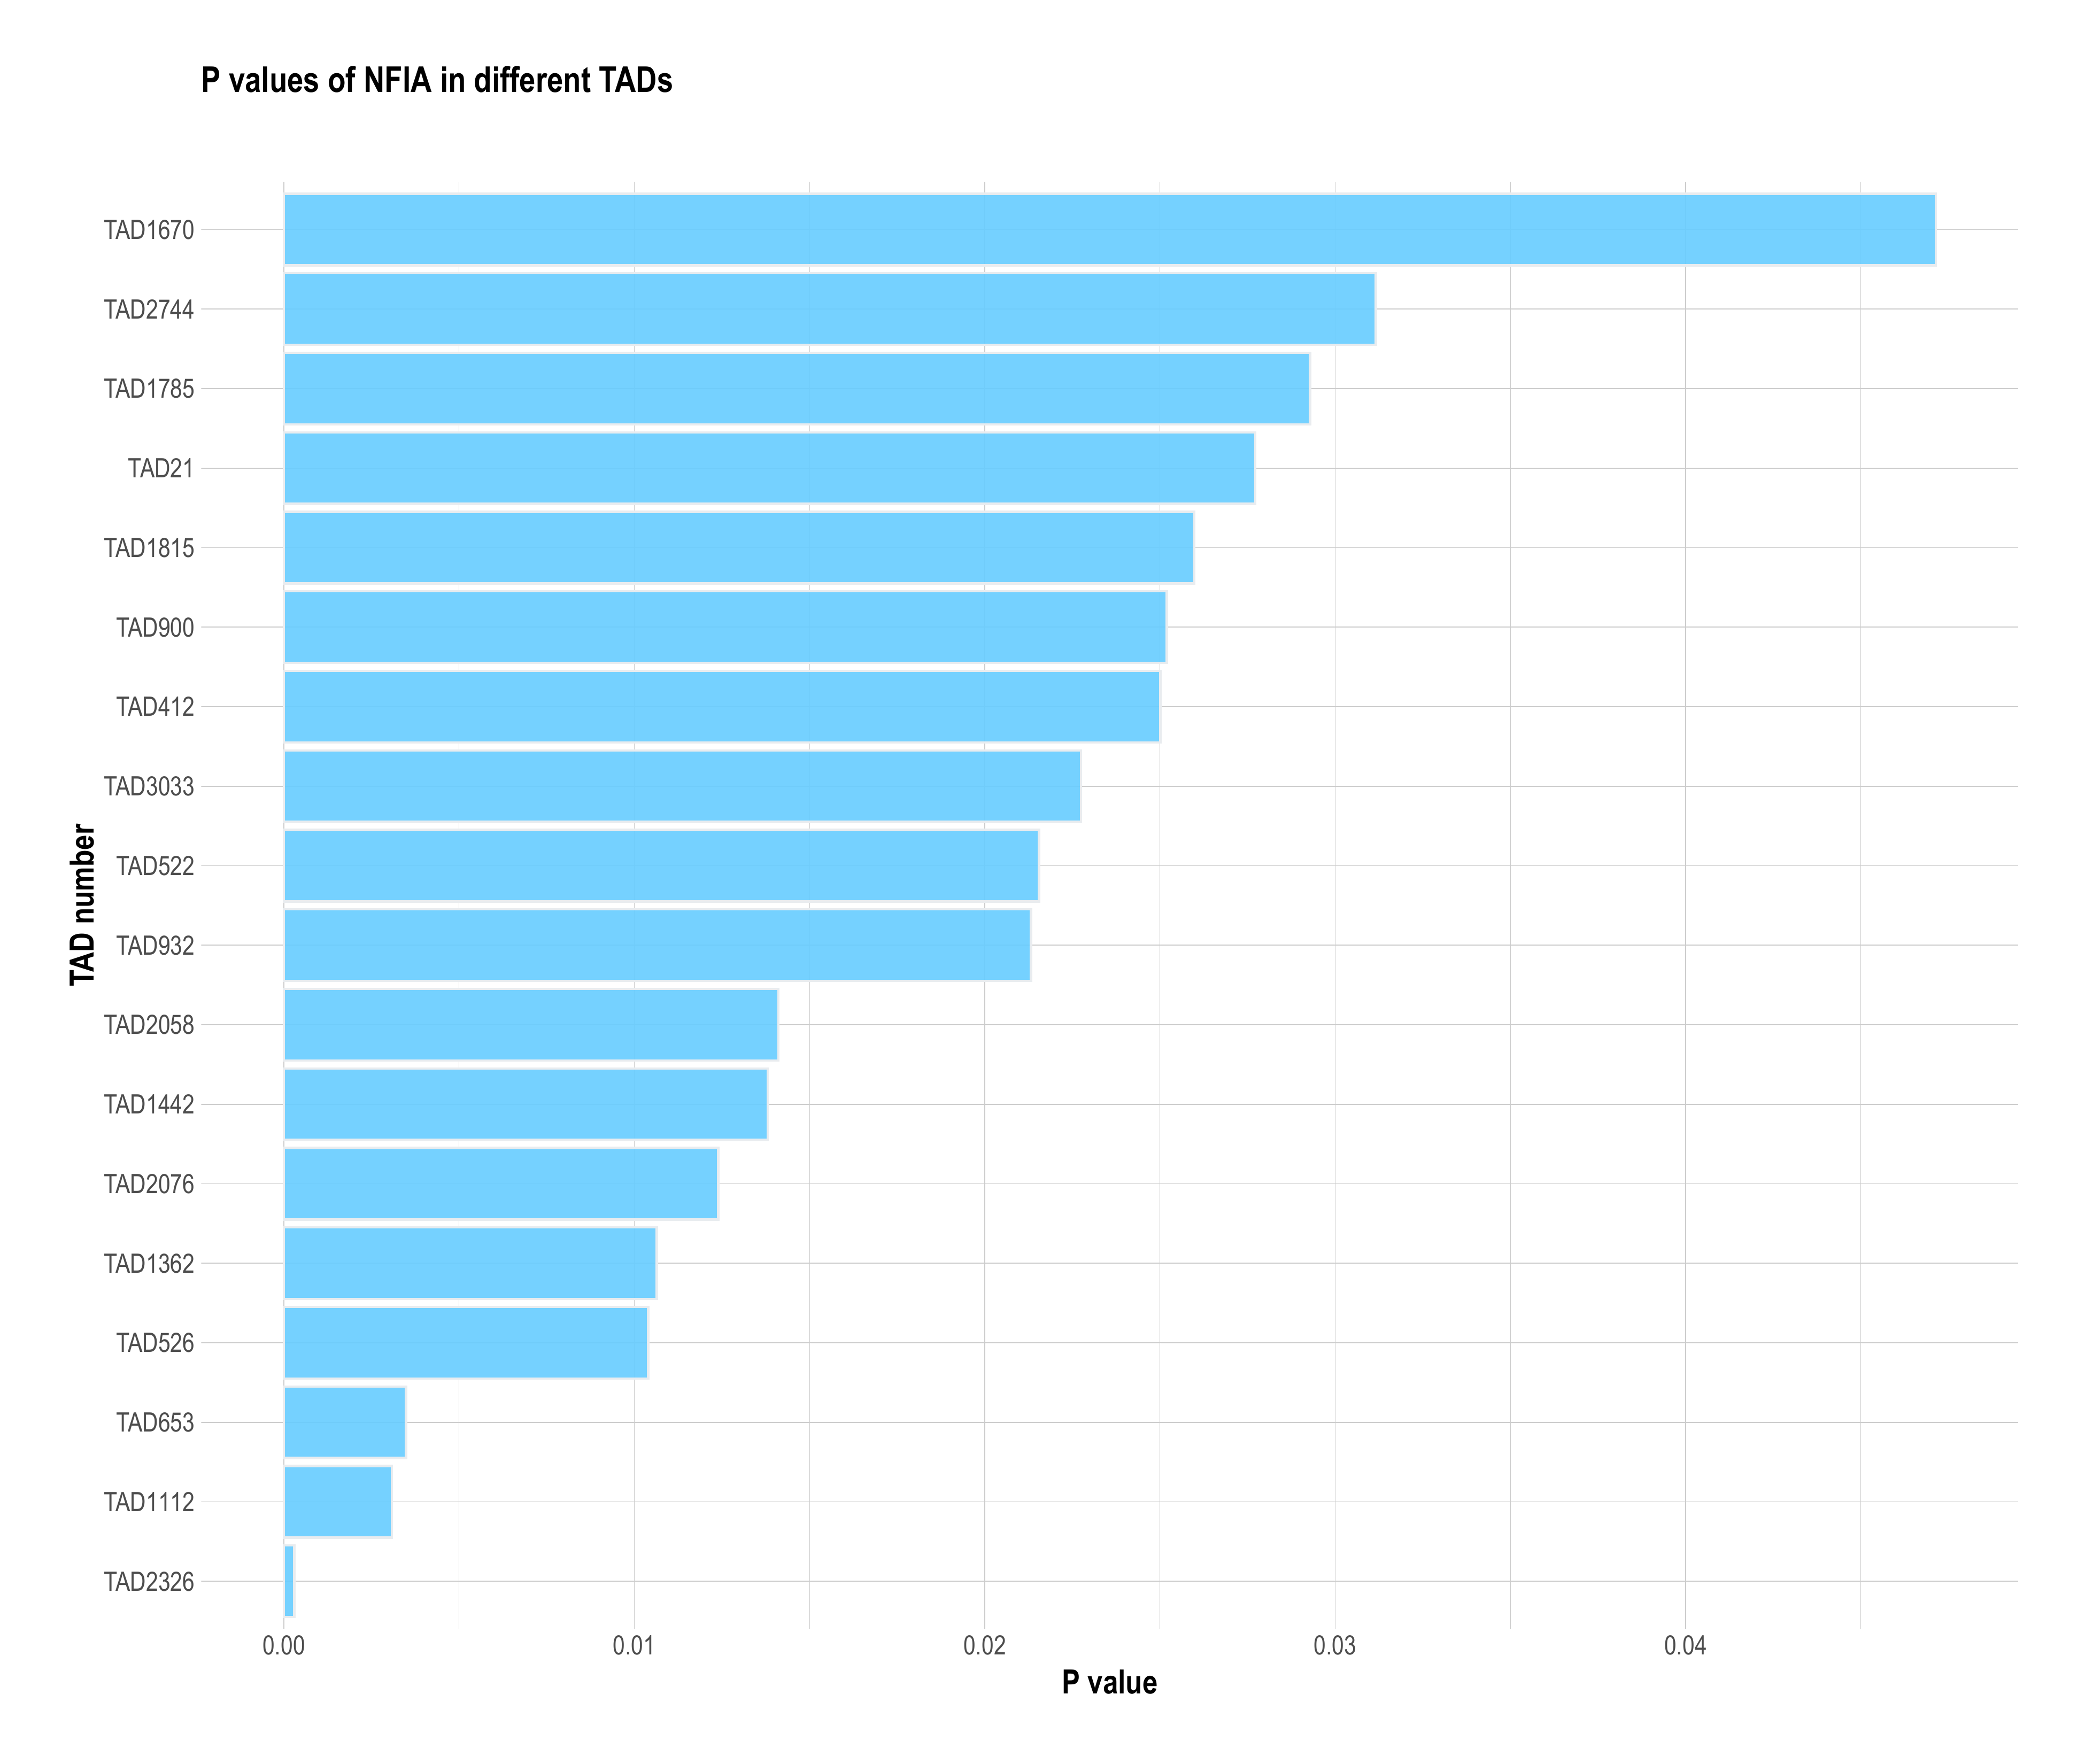 P values of NFIA in different TADs
TAD1670
TAD2744
TAD1785
TAD21
TAD1815
TAD900
TAD412
TAD3033
TAD522
TAD932
TAD2058
TAD1442
TAD2076
TAD1362
TAD526
TAD653
TAD1112
TAD2326
TAD number
0.00 0.01 0.02 0.03 0.04
P value